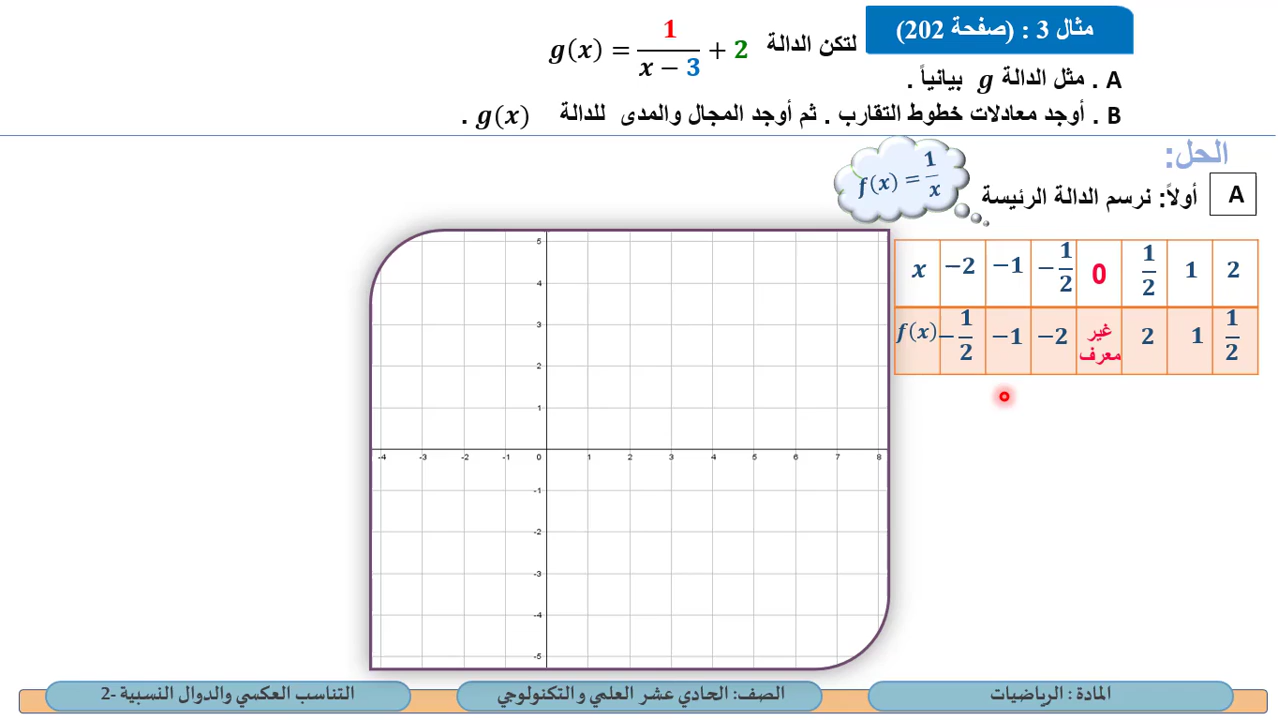 مثال 3 : (صفحة 202)
لتكن الدالة g(x) = 1/(x − 3) + 2
A . مثل الدالة g بيانياً .
B . أوجد معادلات خطوط التقارب . ثم أوجد المجال والمدى للدالة g(x) .
الحل:
f(x) = 1/x
A أولاً: نرسم الدالة الرئيسة
x −2 −1 −1/2 0 1/2 1 2
f(x) −1/2 −1 −2 غير معرف 2 1 1/2
5
4
3
2
1
-4 -3 -2 -1 0 1 2 3 4 5 6 7 8
-1
-2
-3
-4
-5
المادة : الرياضيات
الصف: الحادي عشر العلمي والتكنولوجي
التناسب العكسي والدوال النسبية -2